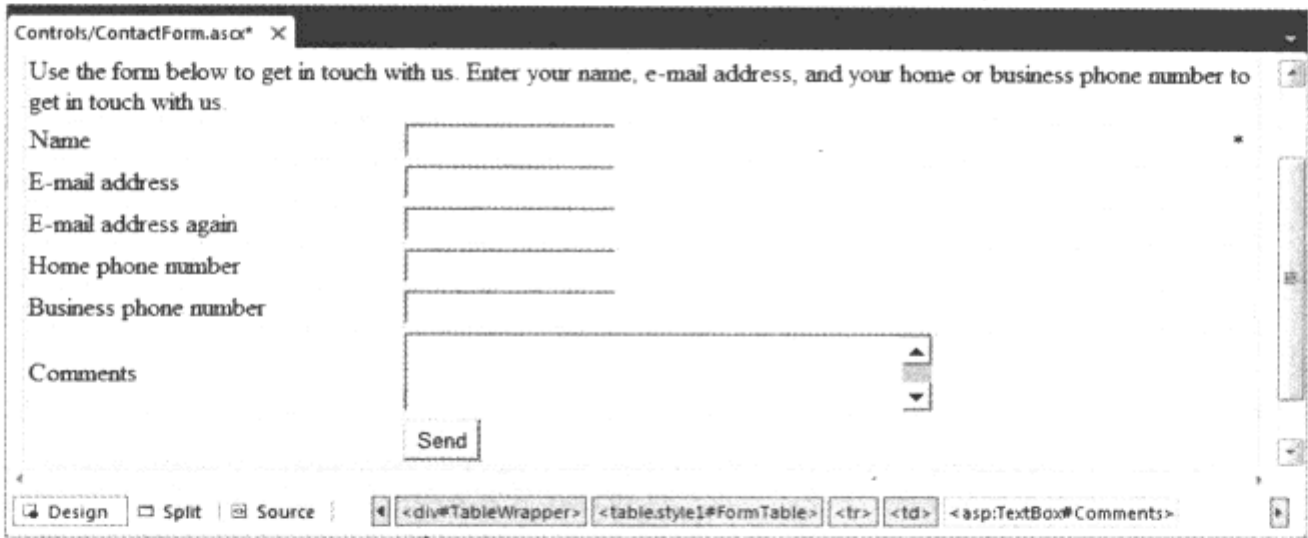 Controls/ContactForm.ascx* ×
Use the form below to get in touch with us. Enter your name, e-mail address, and your home or business phone number to
get in touch with us.
Name *
E-mail address
E-mail address again
Home phone number
Business phone number
Comments
Send
Design Split Source <div#TableWrapper> <table.style1#FormTable> <tr> <td> <asp:TextBox#Comments>